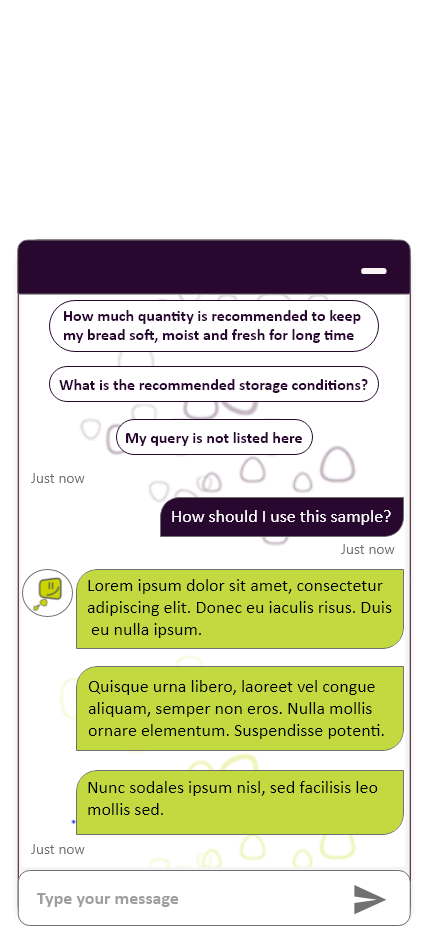 How much quantity is recommended to keep
my bread soft, moist and fresh for long time
What is the recommended storage conditions?
My query is not listed here
Just now
How should I use this sample?
Just now
Lorem ipsum dolor sit amet, consectetur
adipiscing elit. Donec eu iaculis risus. Duis
eu nulla ipsum.
Quisque urna libero, laoreet vel congue
aliquam, semper non eros. Nulla mollis
ornare elementum. Suspendisse potenti.
Nunc sodales ipsum nisl, sed facilisis leo
mollis sed.
Just now
Type your message